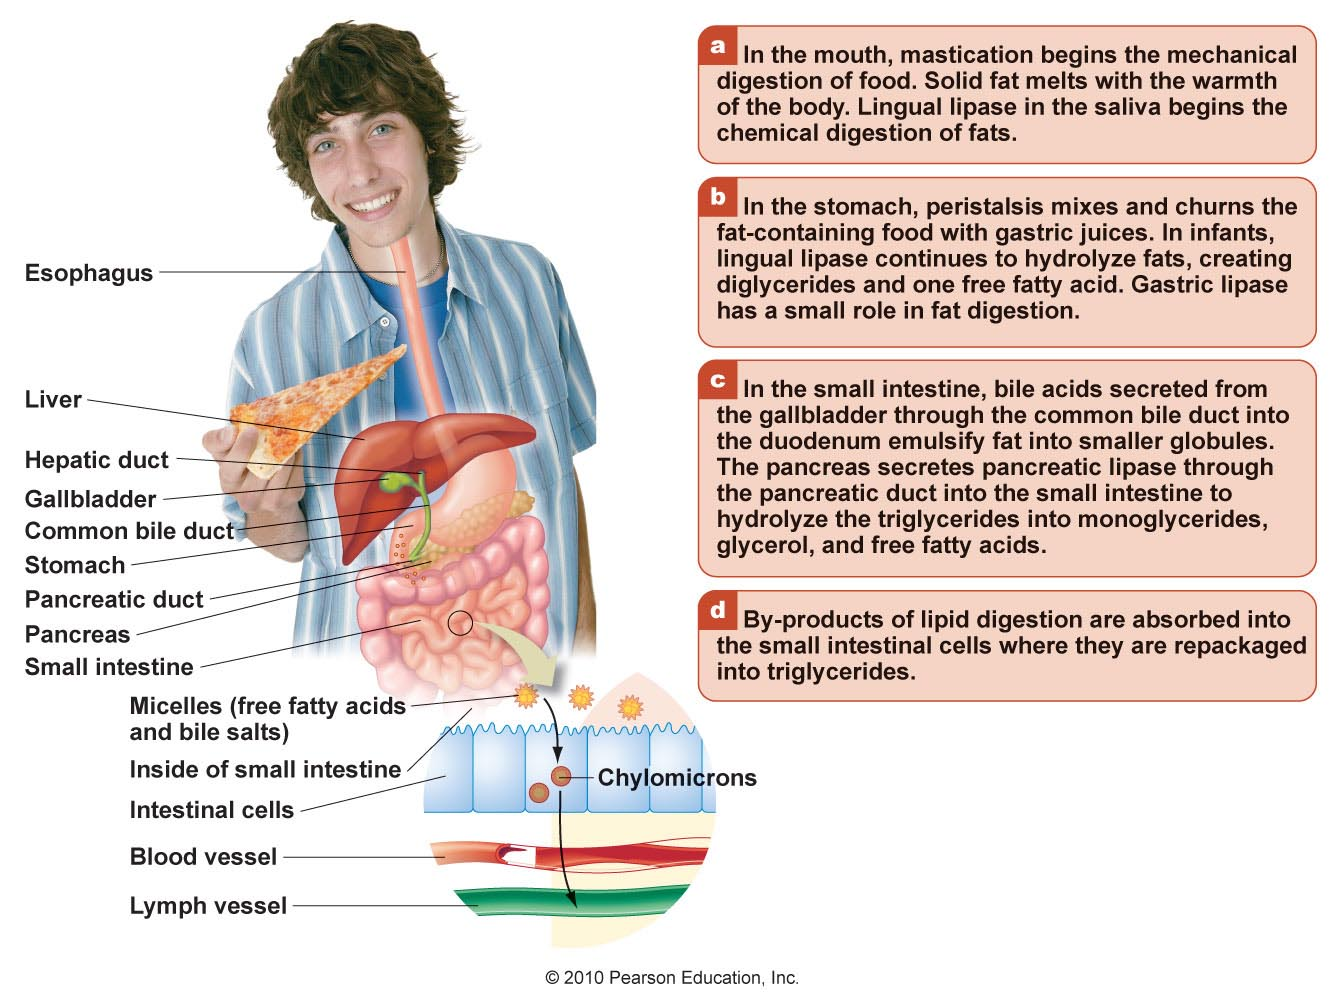 Esophagus
Liver
Hepatic duct
Gallbladder
Common bile duct
Stomach
Pancreatic duct
Pancreas
Small intestine
Micelles (free fatty acids
and bile salts)
Inside of small intestine
Intestinal cells
Blood vessel
Lymph vessel
Chylomicrons
a In the mouth, mastication begins the mechanical
digestion of food. Solid fat melts with the warmth
of the body. Lingual lipase in the saliva begins the
chemical digestion of fats.
b In the stomach, peristalsis mixes and churns the
fat-containing food with gastric juices. In infants,
lingual lipase continues to hydrolyze fats, creating
diglycerides and one free fatty acid. Gastric lipase
has a small role in fat digestion.
c In the small intestine, bile acids secreted from
the gallbladder through the common bile duct into
the duodenum emulsify fat into smaller globules.
The pancreas secretes pancreatic lipase through
the pancreatic duct into the small intestine to
hydrolyze the triglycerides into monoglycerides,
glycerol, and free fatty acids.
d By-products of lipid digestion are absorbed into
the small intestinal cells where they are repackaged
into triglycerides.
© 2010 Pearson Education, Inc.